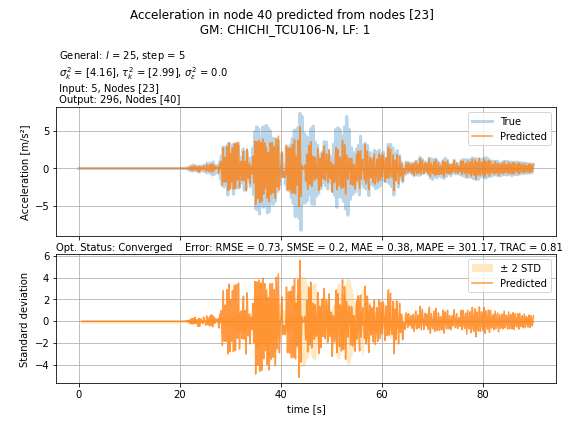 Acceleration in node 40 predicted from nodes [23]
GM: CHICHI_TCU106-N, LF: 1
General: l = 25, step = 5
σ²ₖ = [4.16], τ²ₖ = [2.99], σ²ε = 0.0
Input: 5, Nodes [23]
Output: 296, Nodes [40]
Acceleration [m/s²]
5
0
−5
True
Predicted
Opt. Status: Converged Error: RMSE = 0.73, SMSE = 0.2, MAE = 0.38, MAPE = 301.17, TRAC = 0.81
Standard deviation
6
4
2
0
−2
−4
± 2 STD
Predicted
0 20 40 60 80
time [s]